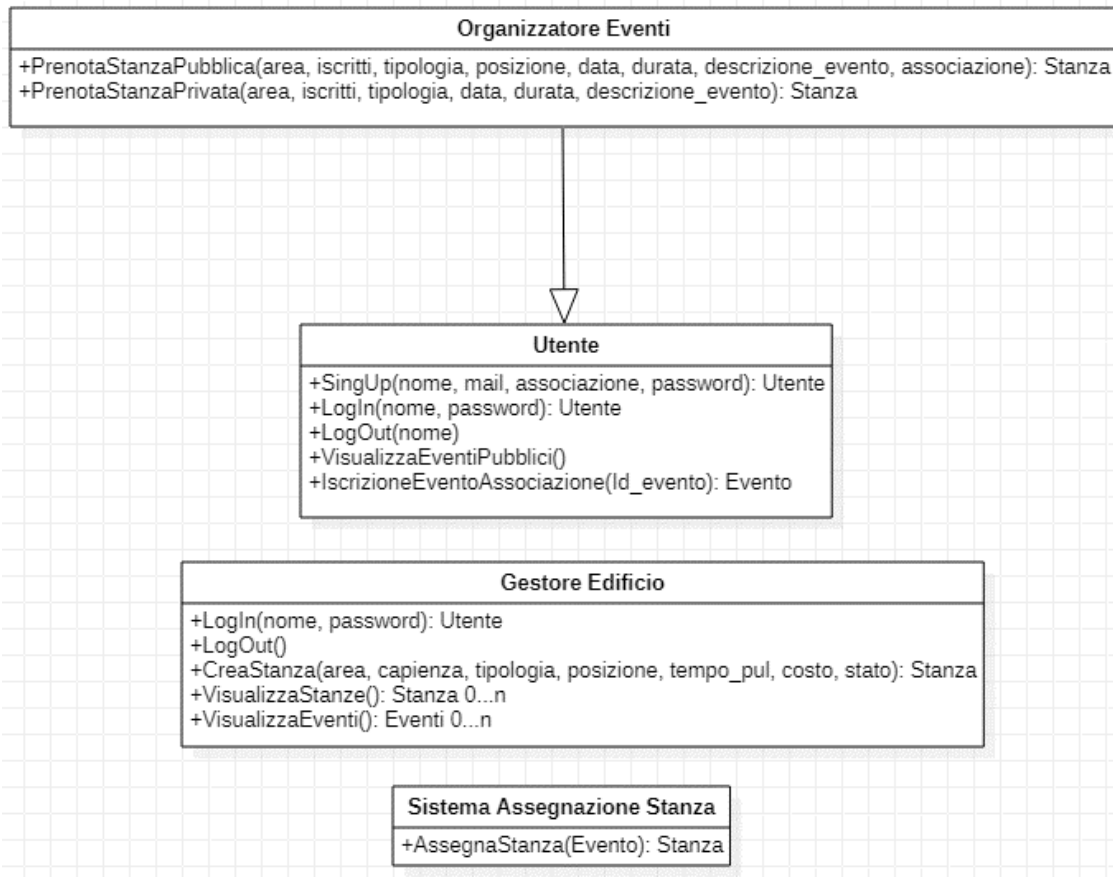 Organizzatore Eventi
+PrenotaStanzaPubblica(area, iscritti, tipologia, posizione, data, durata, descrizione_evento, associazione): Stanza
+PrenotaStanzaPrivata(area, iscritti, tipologia, data, durata, descrizione_evento): Stanza
Utente
+SingUp(nome, mail, associazione, password): Utente
+LogIn(nome, password): Utente
+LogOut(nome)
+VisualizzaEventiPubblici()
+IscrizioneEventoAssociazione(Id_evento): Evento
Gestore Edificio
+LogIn(nome, password): Utente
+LogOut()
+CreaStanza(area, capienza, tipologia, posizione, tempo_pul, costo, stato): Stanza
+VisualizzaStanze(): Stanza 0...n
+VisualizzaEventi(): Eventi 0...n
Sistema Assegnazione Stanza
+AssegnaStanza(Evento): Stanza